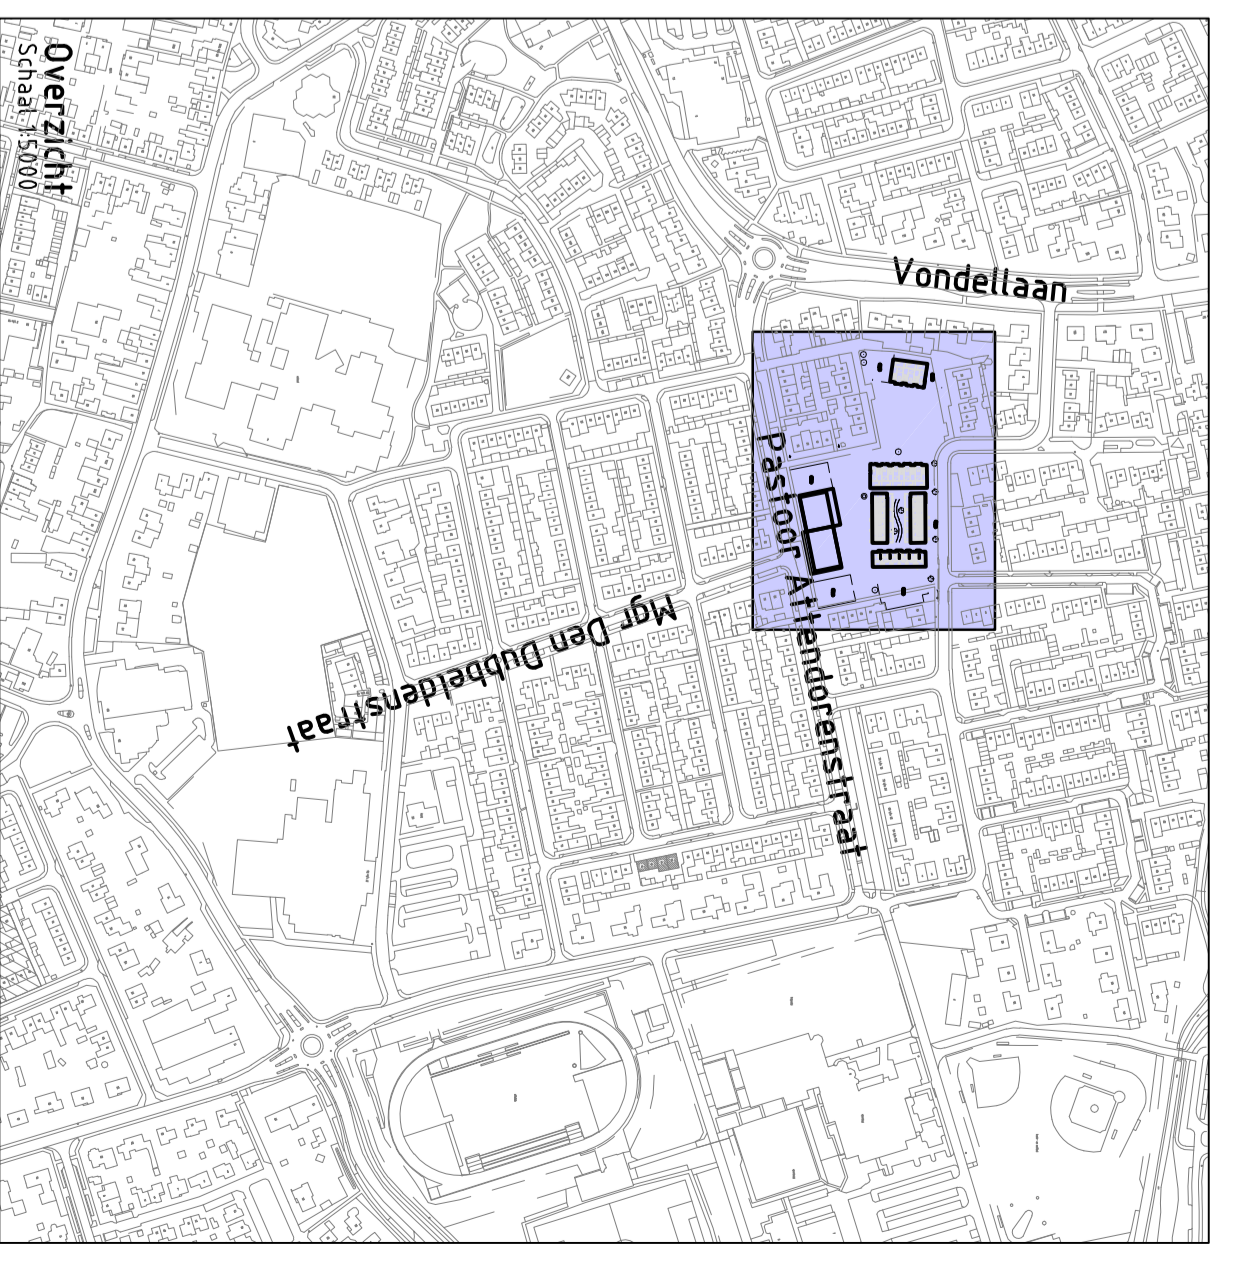 Overzicht
Schaal 1:5000
Vondellaan
Pastoor Attendorenstraat
Mgr Den Dubbeldenstraat